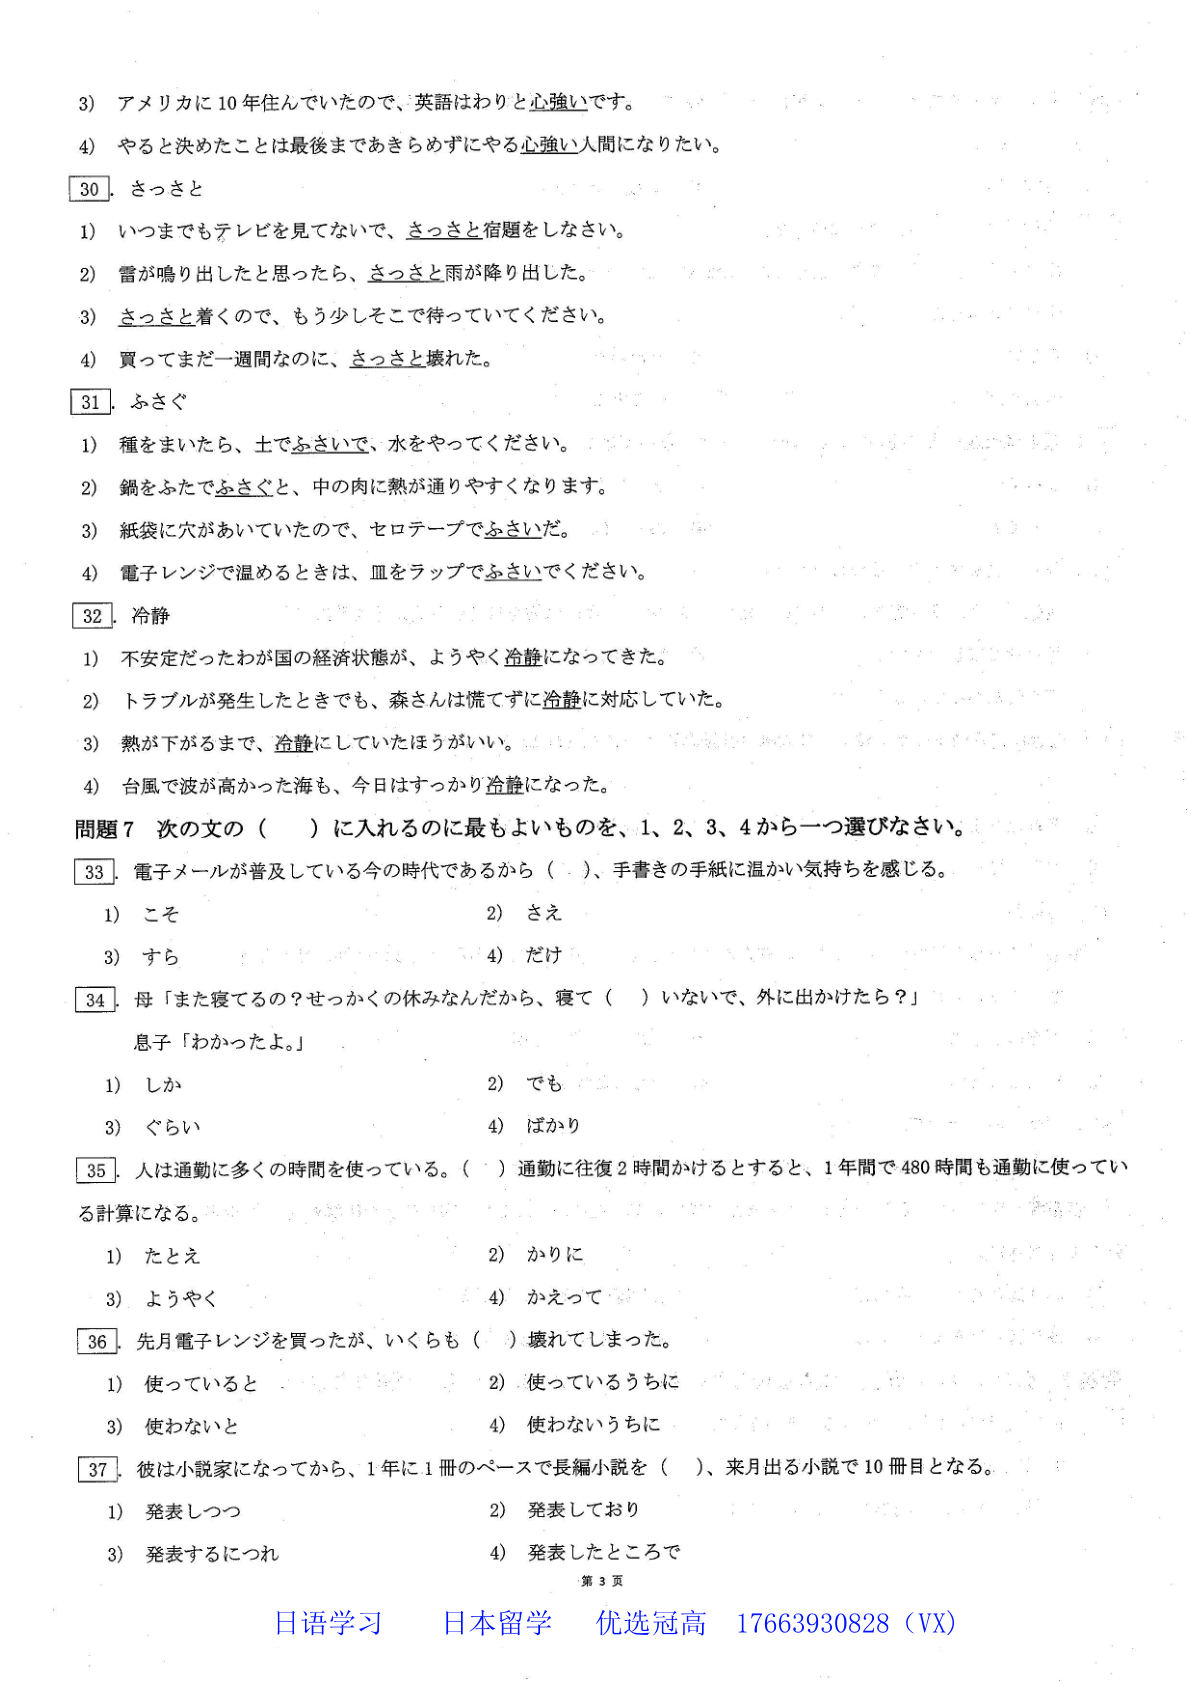 3) アメリカに 10 年住んでいたので、英語はわりと心強いです。
4) やると決めたことは最後まであきらめずにやる心強い人間になりたい。
30. さっさと
1) いつまでもテレビを見てないで、さっさと宿題をしなさい。
2) 雷が鳴り出したと思ったら、さっさと雨が降り出した。
3) さっさと着くので、もう少しそこで待っていてください。
4) 買ってまだ一週間なのに、さっさと壊れた。
31. ふさぐ
1) 種をまいたら、土でふさいで、水をやってください。
2) 鍋をふたでふさぐと、中の肉に熱が通りやすくなります。
3) 紙袋に穴があいていたので、セロテープでふさいだ。
4) 電子レンジで温めるときは、皿をラップでふさいでください。
32. 冷静
1) 不安定だったわが国の経済状態が、ようやく冷静になってきた。
2) トラブルが発生したときでも、森さんは慌てずに冷静に対応していた。
3) 熱が下がるまで、冷静にしていたほうがいい。
4) 台風で波が高かった海も、今日はすっかり冷静になった。
問題7 次の文の（ ）に入れるのに最もよいものを、1、2、3、4から一つ選びなさい。
33. 電子メールが普及している今の時代であるから（ ）、手書きの手紙に温かい気持ちを感じる。
1) こそ 2) さえ
3) すら 4) だけ
34. 母「また寝てるの？せっかくの休みなんだから、寝て（ ）いないで、外に出かけたら？」
息子「わかったよ。」
1) しか 2) でも
3) ぐらい 4) ばかり
35. 人は通勤に多くの時間を使っている。（ ）通勤に往復2時間かけるとすると、1年間で480時間も通勤に使ってい
る計算になる。
1) たとえ 2) かりに
3) ようやく 4) かえって
36. 先月電子レンジを買ったが、いくらも（ ）壊れてしまった。
1) 使っていると 2) 使っているうちに
3) 使わないと 4) 使わないうちに
37. 彼は小説家になってから、1年に1冊のペースで長編小説を（ ）、来月出る小説で10冊目となる。
1) 発表しつつ 2) 発表しており
3) 発表するにつれ 4) 発表したところで
第 3 页
日语学习 日本留学 优选冠高 17663930828（VX）